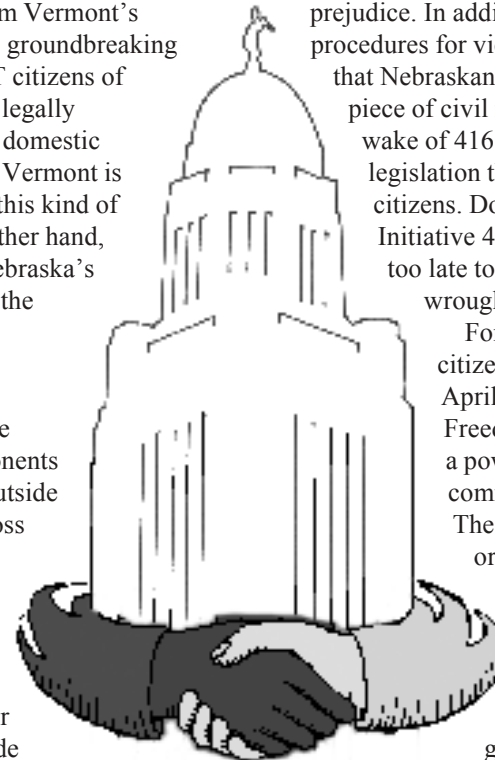 m Vermont's
groundbreaking
T citizens of
legally
domestic
Vermont is
this kind of
ther hand,
ebraska's
the
e
onents
utside
oss
r
de
prejudice. In addi
procedures for vic
that Nebraskan
piece of civil
wake of 416
legislation t
citizens. Do
Initiative 4
too late to
wrough
For
citize
April
Freed
a pow
com
The
or
g